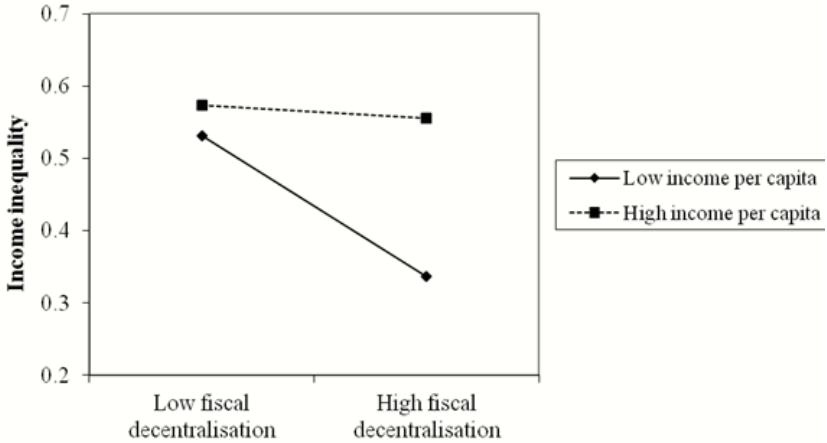 0.7
0.6
0.5
0.4
0.3
0.2
Income inequality
Low fiscal
decentralisation
High fiscal
decentralisation
Low income per capita
High income per capita